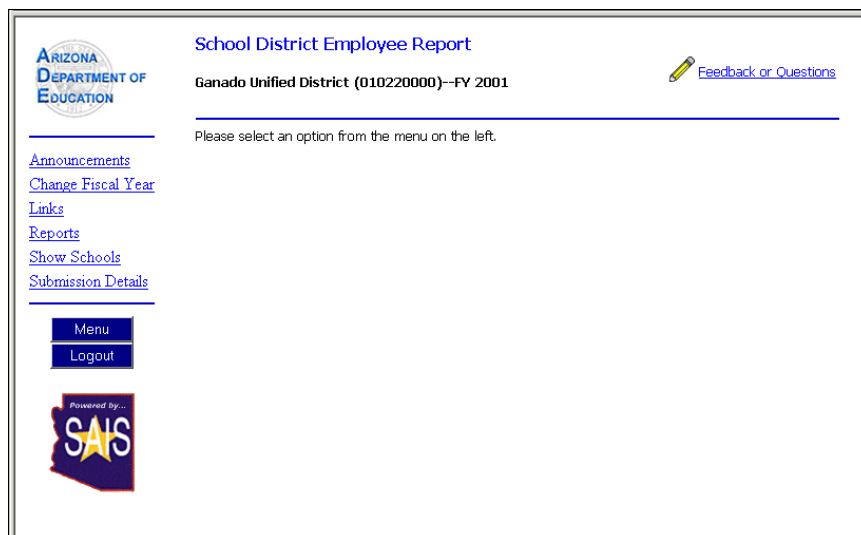 ARIZONA
DEPARTMENT OF
EDUCATION
School District Employee Report
Ganado Unified District (010220000)--FY 2001
Feedback or Questions
Please select an option from the menu on the left.
Announcements
Change Fiscal Year
Links
Reports
Show Schools
Submission Details
Menu
Logout
Powered by...
SAIS